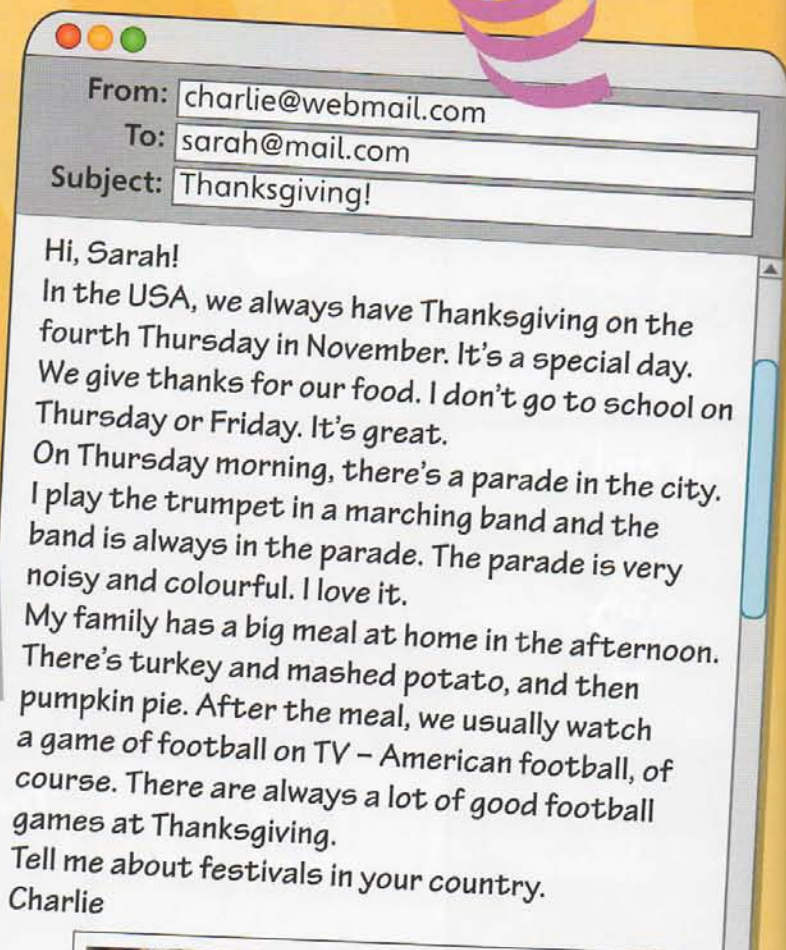 From: charlie@webmail.com
To: sarah@mail.com
Subject: Thanksgiving!
Hi, Sarah!
In the USA, we always have Thanksgiving on the
fourth Thursday in November. It's a special day.
We give thanks for our food. I don't go to school on
Thursday or Friday. It's great.
On Thursday morning, there's a parade in the city.
I play the trumpet in a marching band and the
band is always in the parade. The parade is very
noisy and colourful. I love it.
My family has a big meal at home in the afternoon.
There's turkey and mashed potato, and then
pumpkin pie. After the meal, we usually watch
a game of football on TV – American football, of
course. There are always a lot of good football
games at Thanksgiving.
Tell me about festivals in your country.
Charlie